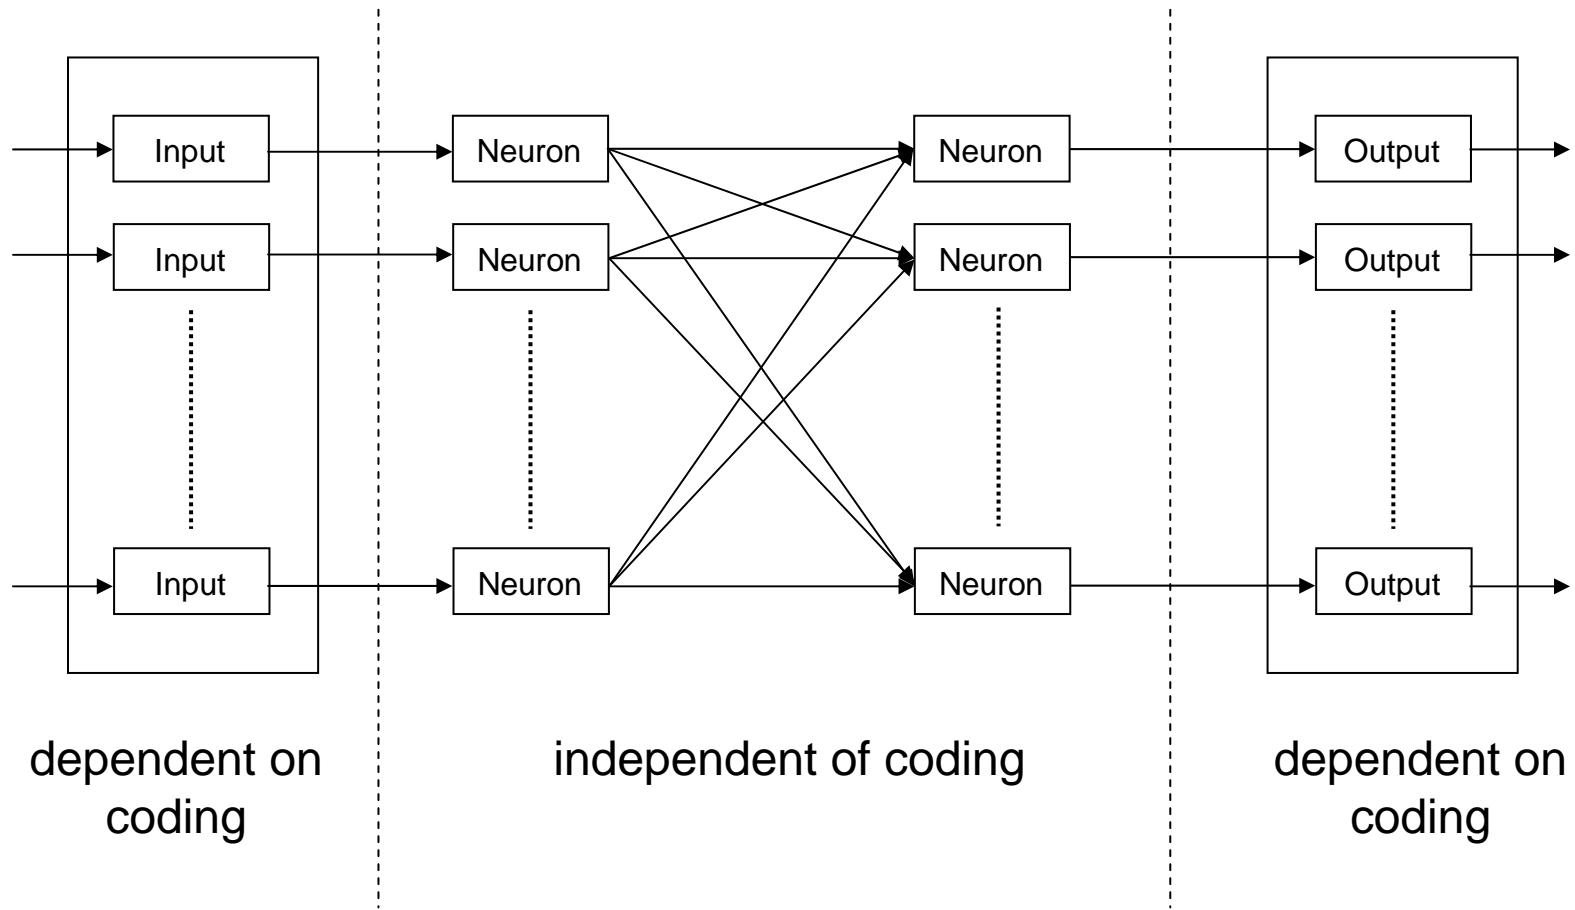 Input Neuron Neuron Output
Input Neuron Neuron Output
Input Neuron Neuron Output
dependent on
coding
independent of coding
dependent on
coding